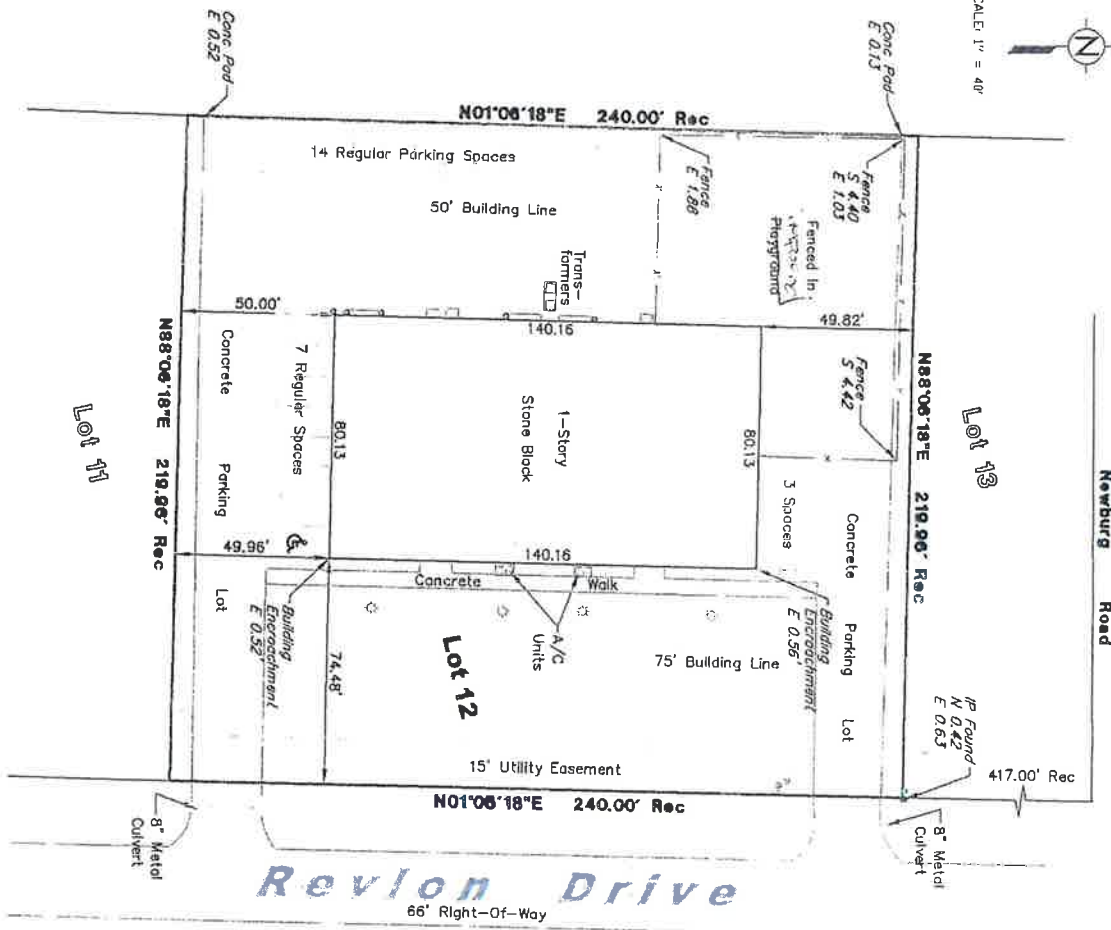 N
SCALE: 1" = 40'
Conc Pad
E 0.52
Conc Pad
E 0.13
N01°06'18"E 240.00' Rec
14 Regular Parking Spaces
50' Building Line
Fence
E 1.86
Fence
S 4.40
E 1.03
Fenced In
Playground
Trans-
formers
50.00'
140.16
49.82'
N88°06'18"E 219.96' Rec
Concrete Parking Lot
7 Regular Spaces
80.13
1-Story
Stone Block
80.13
Fence
S 4.42
N88°06'18"E 219.96' Rec
Lot 11
Lot 13
Newburg Road
3 Spaces
Concrete Parking Lot
49.96'
140.16
Concrete Walk
Building
Encroachment
E 0.52'
A/C
Units
Building
Encroachment
E 0.56'
74.48'
Lot 12
75' Building Line
IP Found
N 0.42
E 0.63
417.00' Rec
15' Utility Easement
N01°06'18"E 240.00' Rec
8" Metal
Culvert
8" Metal
Culvert
Revlon Drive
66' Right-Of-Way